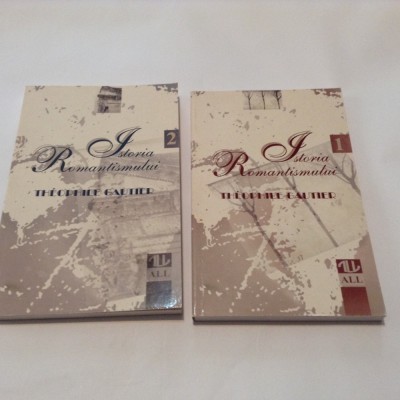 2
Istoria
Romantismului
THÉOPHILE GAUTIER
ALL
1
Istoria
Romantismului
THÉOPHILE GAUTIER
ALL